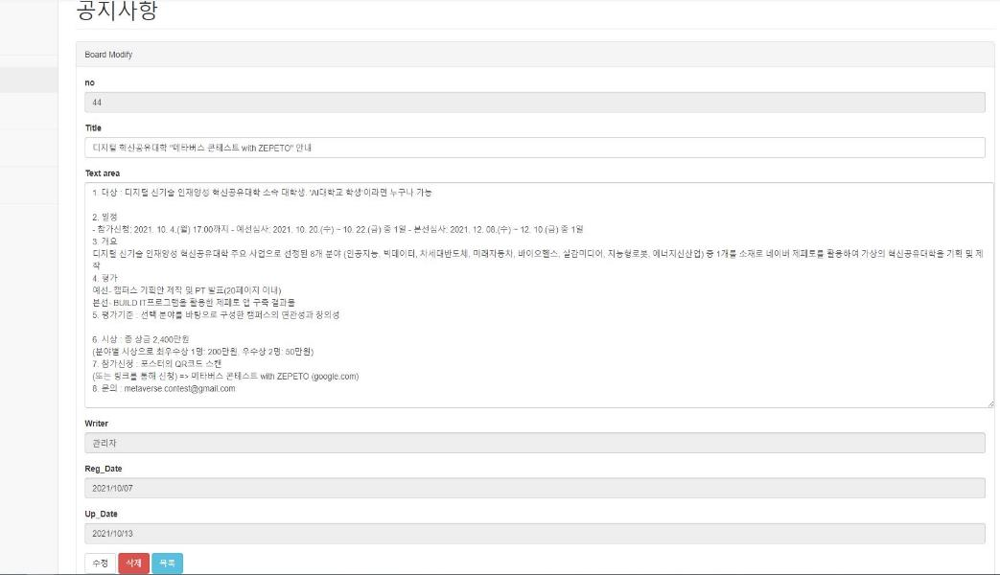 공지사항
Board Modify
no
44
Title
디지털 혁신공유대학 "메타버스 콘테스트 with ZEPETO" 안내
Text area
1. 대상 : 디지털 신기술 인재양성 혁신공유대학 소속 대학생. 'AI대학교 학생'이라면 누구나 가능
2. 일정
- 참가신청: 2021. 10. 4.(월) 17:00까지 - 예선심사: 2021. 10. 20.(수) ~ 10. 22.(금) 중 1일 - 본선심사: 2021. 12. 08.(수) ~ 12. 10.(금) 중 1일
3. 개요
디지털 신기술 인재양성 혁신공유대학 주요 사업으로 선정된 8개 분야 (인공지능, 빅데이터, 차세대반도체, 미래자동차, 바이오헬스, 실감미디어, 지능형로봇, 에너지신산업) 중 1개를 소재로 네이버 제페토를 활용하여 가상의 혁신공유대학을 기획 및 제
작
4. 평가
예선- 캠퍼스 기획안 제작 및 PT 발표(20페이지 이내)
본선- BUILD IT프로그램을 활용한 제페토 맵 구축 결과물
5. 평가기준 : 선택 분야를 바탕으로 구성한 캠퍼스의 연관성과 창의성
6. 시상 : 총 상금 2,400만원
(분야별 시상으로 최우수상 1명: 200만원, 우수상 2명: 50만원)
7. 참가신청 : 포스터의 QR코드 스캔
(또는 링크를 통해 신청) => 메타버스 콘테스트 with ZEPETO (google.com)
8. 문의 : metaverse.contest@gmail.com
Writer
관리자
Reg_Date
2021/10/07
Up_Date
2021/10/13
수정 삭제 목록